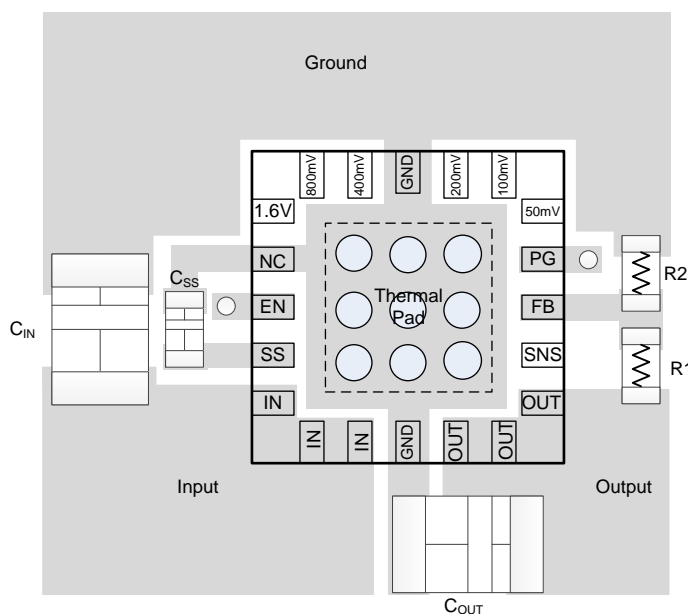 Ground
800mV
400mV
GND
200mV
100mV
1.6V
50mV
NC
PG
CSS
R2
EN
Thermal
Pad
FB
CIN
SS
SNS
R1
IN
OUT
IN
IN
GND
OUT
OUT
Input
Output
COUT